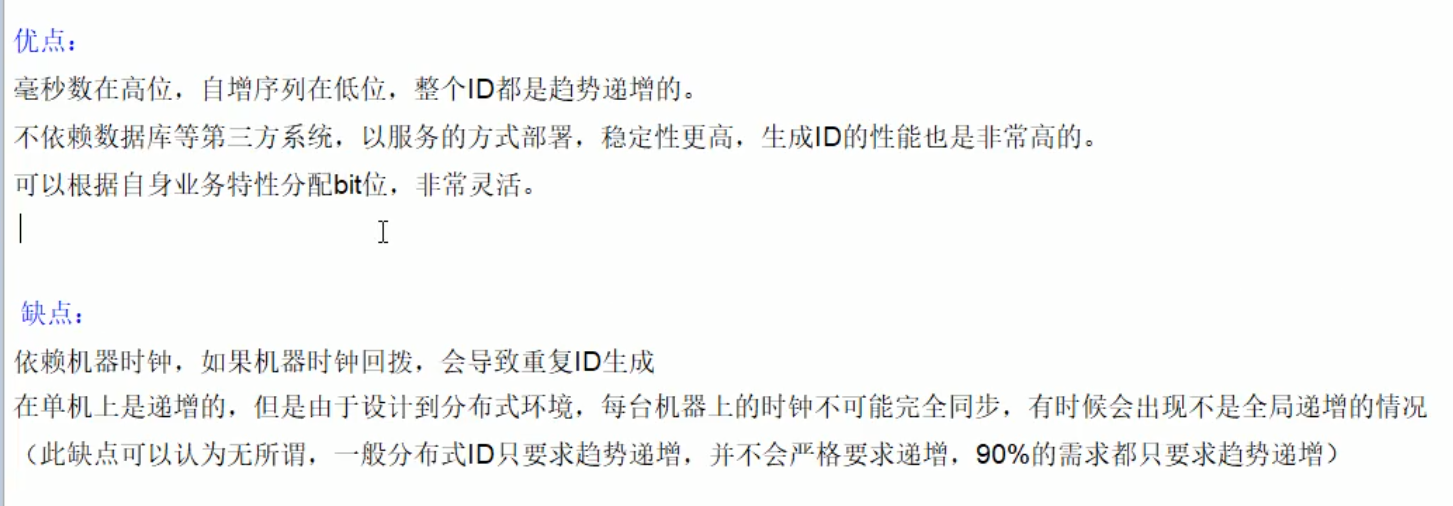 优点：
毫秒数在高位，自增序列在低位，整个ID都是趋势递增的。
不依赖数据库等第三方系统，以服务的方式部署，稳定性更高，生成ID的性能也是非常高的。
可以根据自身业务特性分配bit位，非常灵活。
缺点：
依赖机器时钟，如果机器时钟回拨，会导致重复ID生成
在单机上是递增的，但是由于设计到分布式环境，每台机器上的时钟不可能完全同步，有时候会出现不是全局递增的情况
（此缺点可以认为无所谓，一般分布式ID只要求趋势递增，并不会严格要求递增，90%的需求都只要求趋势递增）